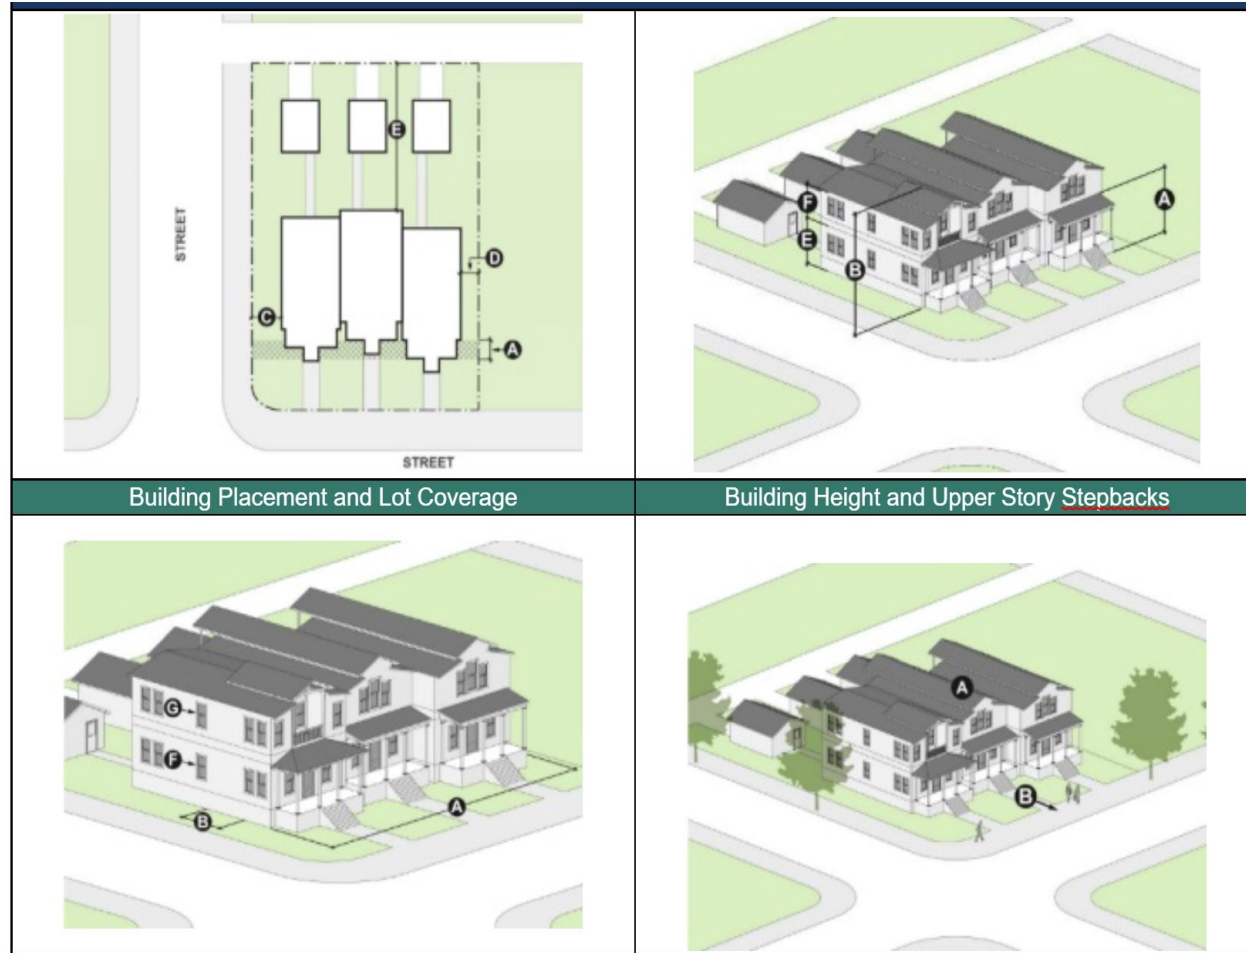 STREET
E
D
C
A
STREET
F
E
B
A
Building Placement and Lot Coverage
Building Height and Upper Story Stepbacks
G
F
B
A
A
B